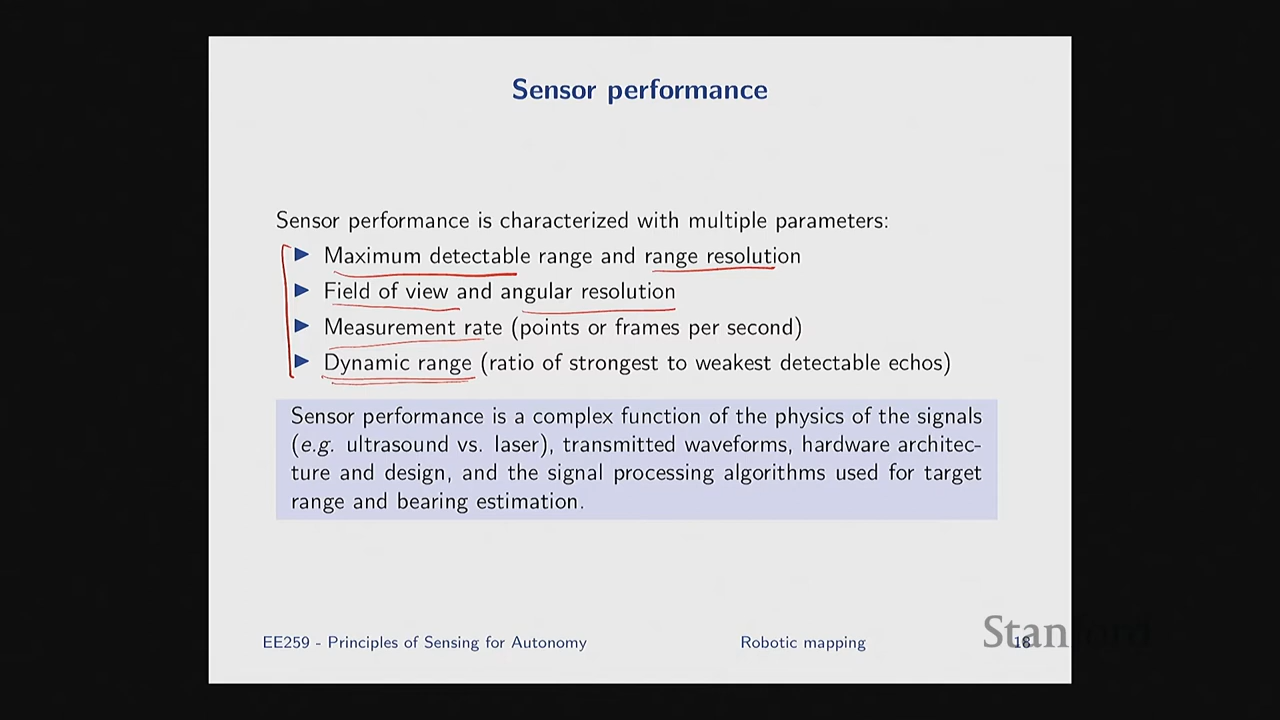 Sensor performance
Sensor performance is characterized with multiple parameters:
Maximum detectable range and range resolution
Field of view and angular resolution
Measurement rate (points or frames per second)
Dynamic range (ratio of strongest to weakest detectable echos)
Sensor performance is a complex function of the physics of the signals
(e.g. ultrasound vs. laser), transmitted waveforms, hardware architec-
ture and design, and the signal processing algorithms used for target
range and bearing estimation.
EE259 - Principles of Sensing for Autonomy Robotic mapping 18
Stanford